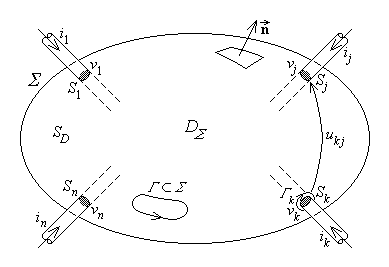 i1
n
ij
Σ
v1
vj
S1
Sj
SD
DΣ
ukj
Sn
Γ ⊂ Σ
Γk
Sk
in
vn
vk
ik